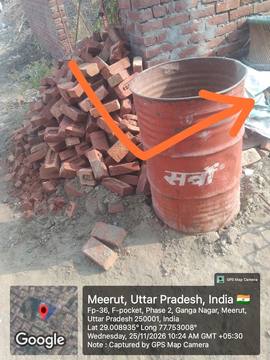 सर्वो
GPS Map Camera
Google
Meerut, Uttar Pradesh, India
Fp-36, F-pocket, Phase 2, Ganga Nagar, Meerut,
Uttar Pradesh 250001, India
Lat 29.008935° Long 77.753008°
Wednesday, 25/11/2026 10:24 AM GMT +05:30
Note : Captured by GPS Map Camera